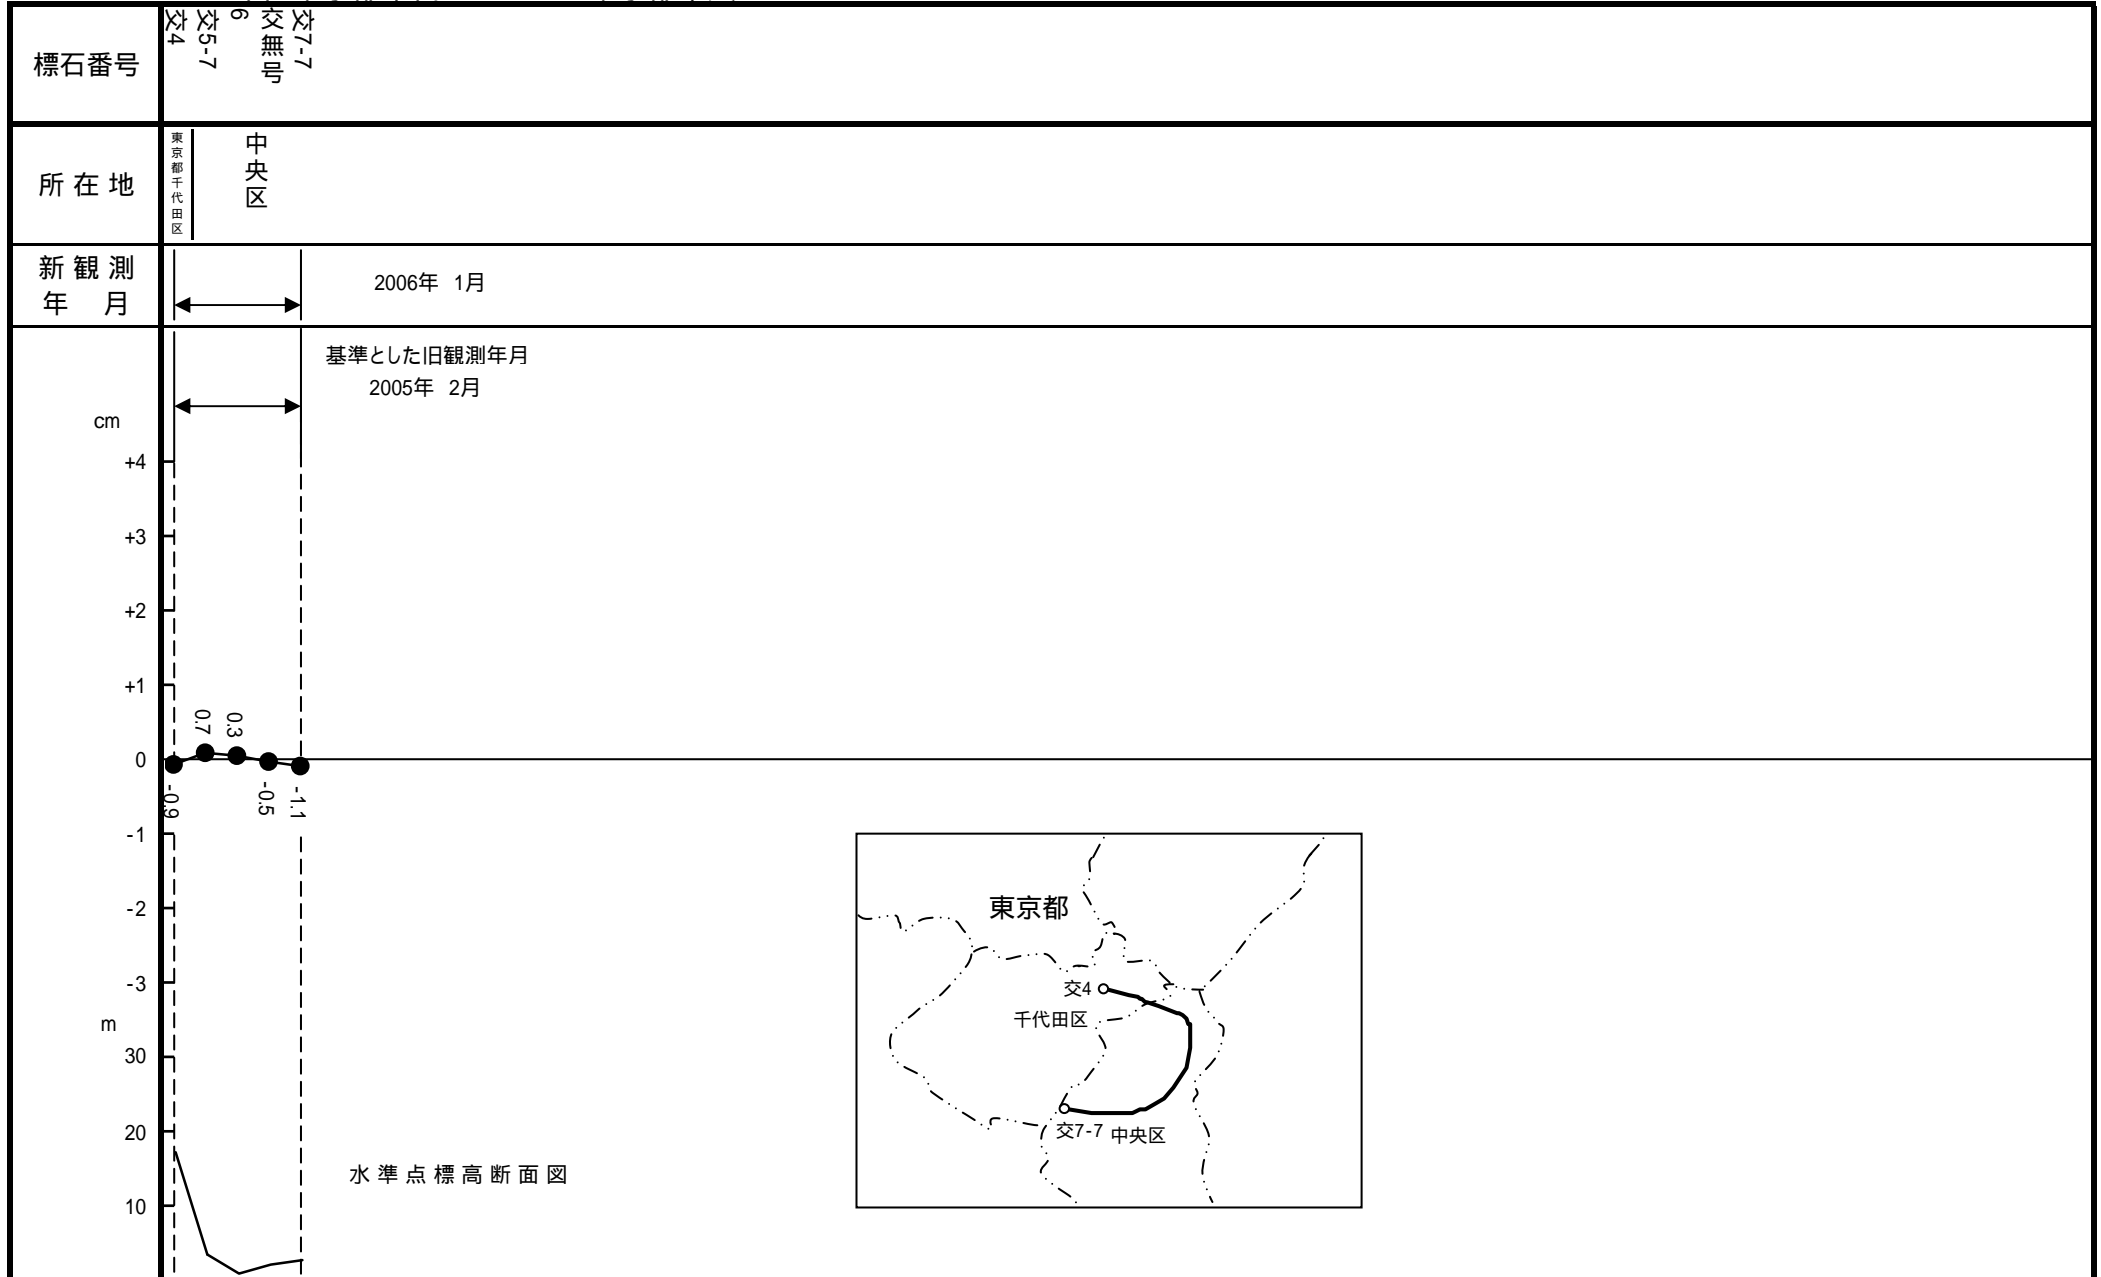 標石番号
交4
交5-7
6
交無号
交7-7
所在地
東京都千代田区
中央区
新観測
年 月
2006年 1月
基準とした旧観測年月
2005年 2月
cm
+4
+3
+2
+1
0
-1
-2
-3
-0.9
0.7
0.3
-0.5
-1.1
m
30
20
10
水準点標高断面図
東京都
交4
千代田区
交7-7
中央区